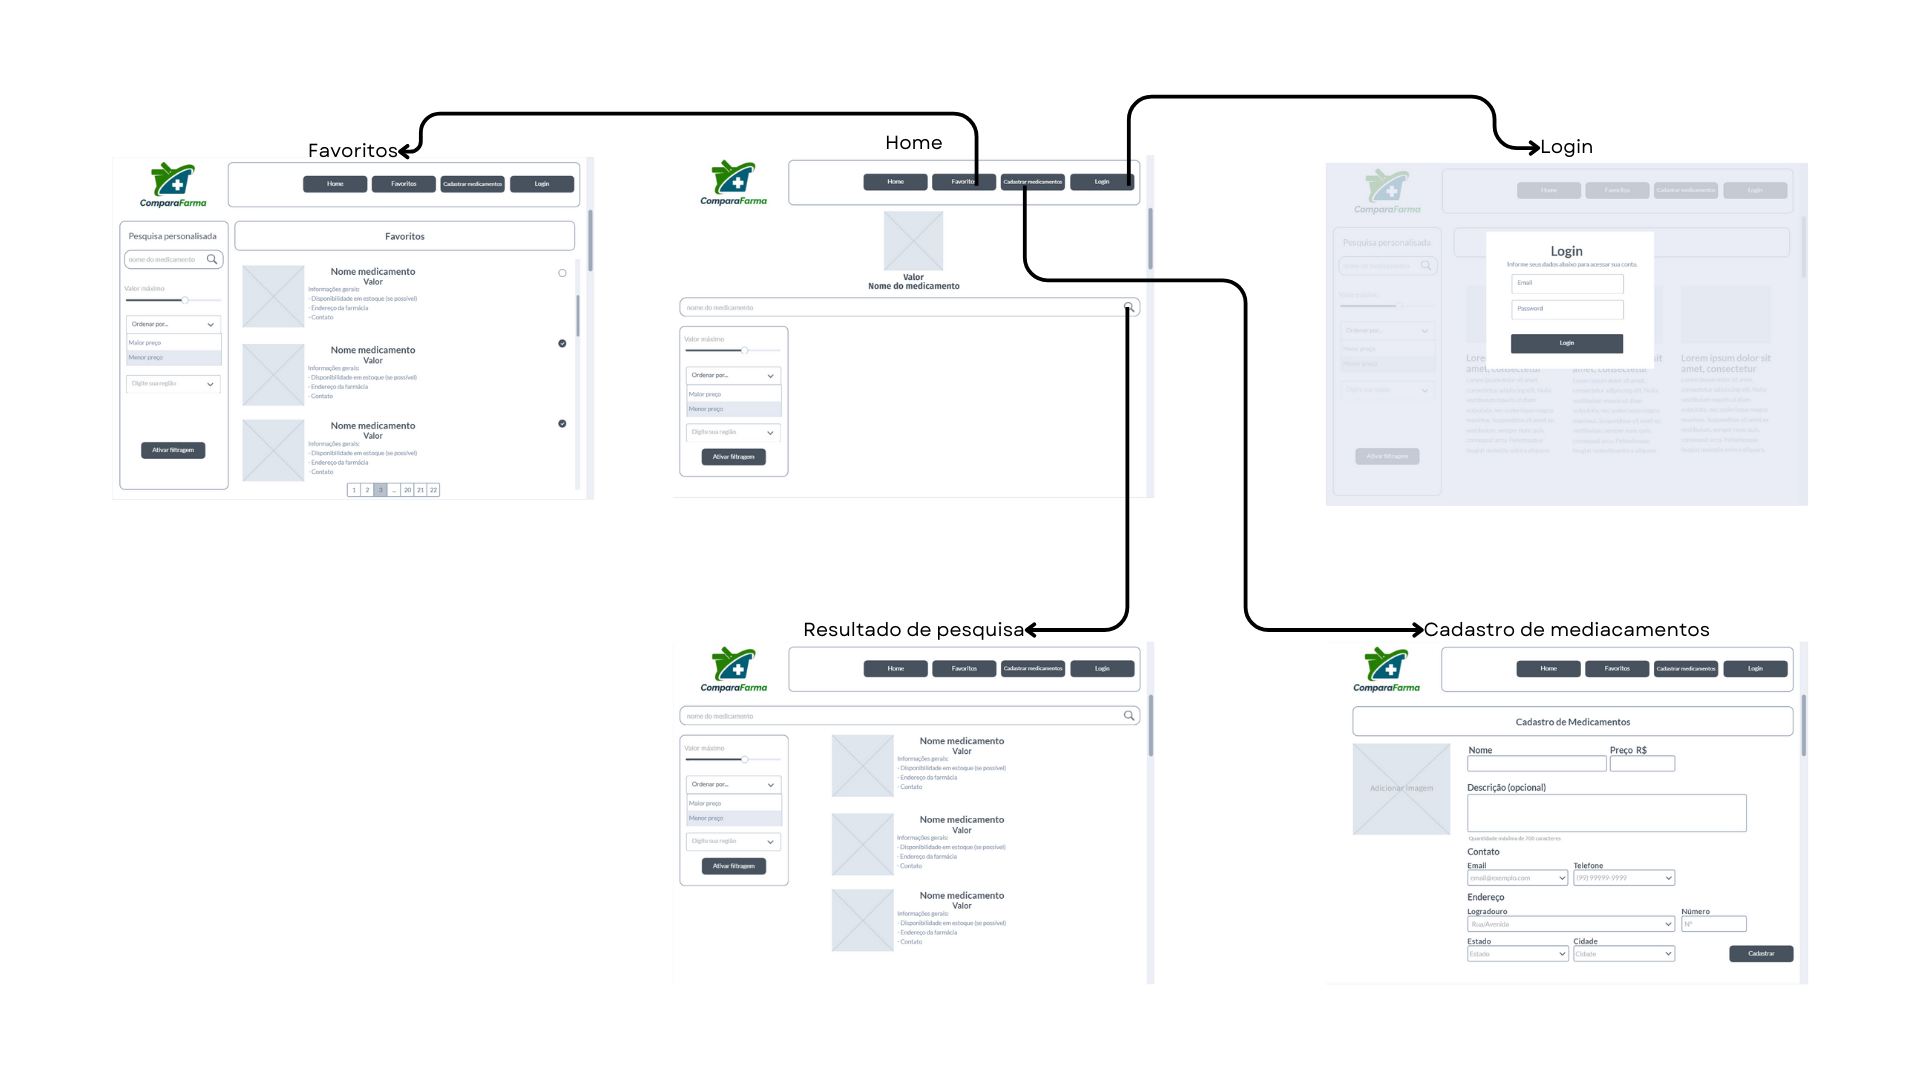 Favoritos
ComparaFarma
Home Favoritos Cadastrar medicamentos Login
Pesquisa personalisada
nome do medicamento
Valor máximo
Ordenar por...
Maior preço
Menor preço
Digite sua região
Ativar filtragem
Favoritos
Nome medicamento
Valor
Informações gerais:
- Disponibilidade em estoque (se possível)
- Endereço da farmácia
- Contato
Nome medicamento
Valor
Informações gerais:
- Disponibilidade em estoque (se possível)
- Endereço da farmácia
- Contato
Nome medicamento
Valor
Informações gerais:
- Disponibilidade em estoque (se possível)
- Endereço da farmácia
- Contato
1 2 3 ... 20 21 22
Home
ComparaFarma
Home Favoritos Cadastrar medicamentos Login
Valor
Nome do medicamento
nome do medicamento
Valor máximo
Ordenar por...
Maior preço
Menor preço
Digite sua região
Ativar filtragem
Login
ComparaFarma
Home Favoritos Cadastrar medicamentos Login
Pesquisa personalisada
Ordenar por...
Ativar filtragem
Login
Informe seus dados abaixo para acessar sua conta.
Email
Password
Login
Lorem ipsum dolor sit
amet, consectetur
Resultado de pesquisa
ComparaFarma
Home Favoritos Cadastrar medicamentos Login
nome do medicamento
Valor máximo
Ordenar por...
Maior preço
Menor preço
Digite sua região
Ativar filtragem
Nome medicamento
Valor
Informações gerais:
- Disponibilidade em estoque (se possível)
- Endereço da farmácia
- Contato
Nome medicamento
Valor
Informações gerais:
- Disponibilidade em estoque (se possível)
- Endereço da farmácia
- Contato
Nome medicamento
Valor
Informações gerais:
- Disponibilidade em estoque (se possível)
- Endereço da farmácia
- Contato
Cadastro de mediacamentos
ComparaFarma
Home Favoritos Cadastrar medicamentos Login
Cadastro de Medicamentos
Adicionar imagem
Nome Preço R$
Descrição (opcional)
Quantidade máxima de 700 caracteres
Contato
Email Telefone
email@exemplo.com (99) 99999-9999
Endereço
Logradouro Número
Rua/Avenida Nº
Estado Cidade
Estado Cidade
Cadastrar